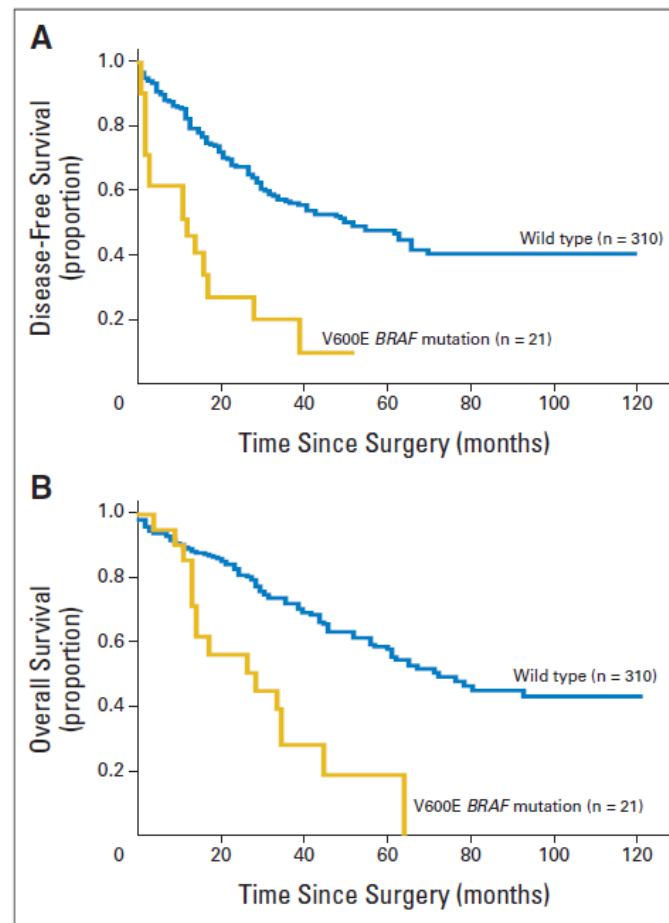 A
1.0
0.8
0.6
0.4
0.2
0
20
40
60
80
100
120
Disease-Free Survival
(proportion)
Wild type (n = 310)
V600E BRAF mutation (n = 21)
Time Since Surgery (months)
B
1.0
0.8
0.6
0.4
0.2
0
20
40
60
80
100
120
Overall Survival
(proportion)
Wild type (n = 310)
V600E BRAF mutation (n = 21)
Time Since Surgery (months)